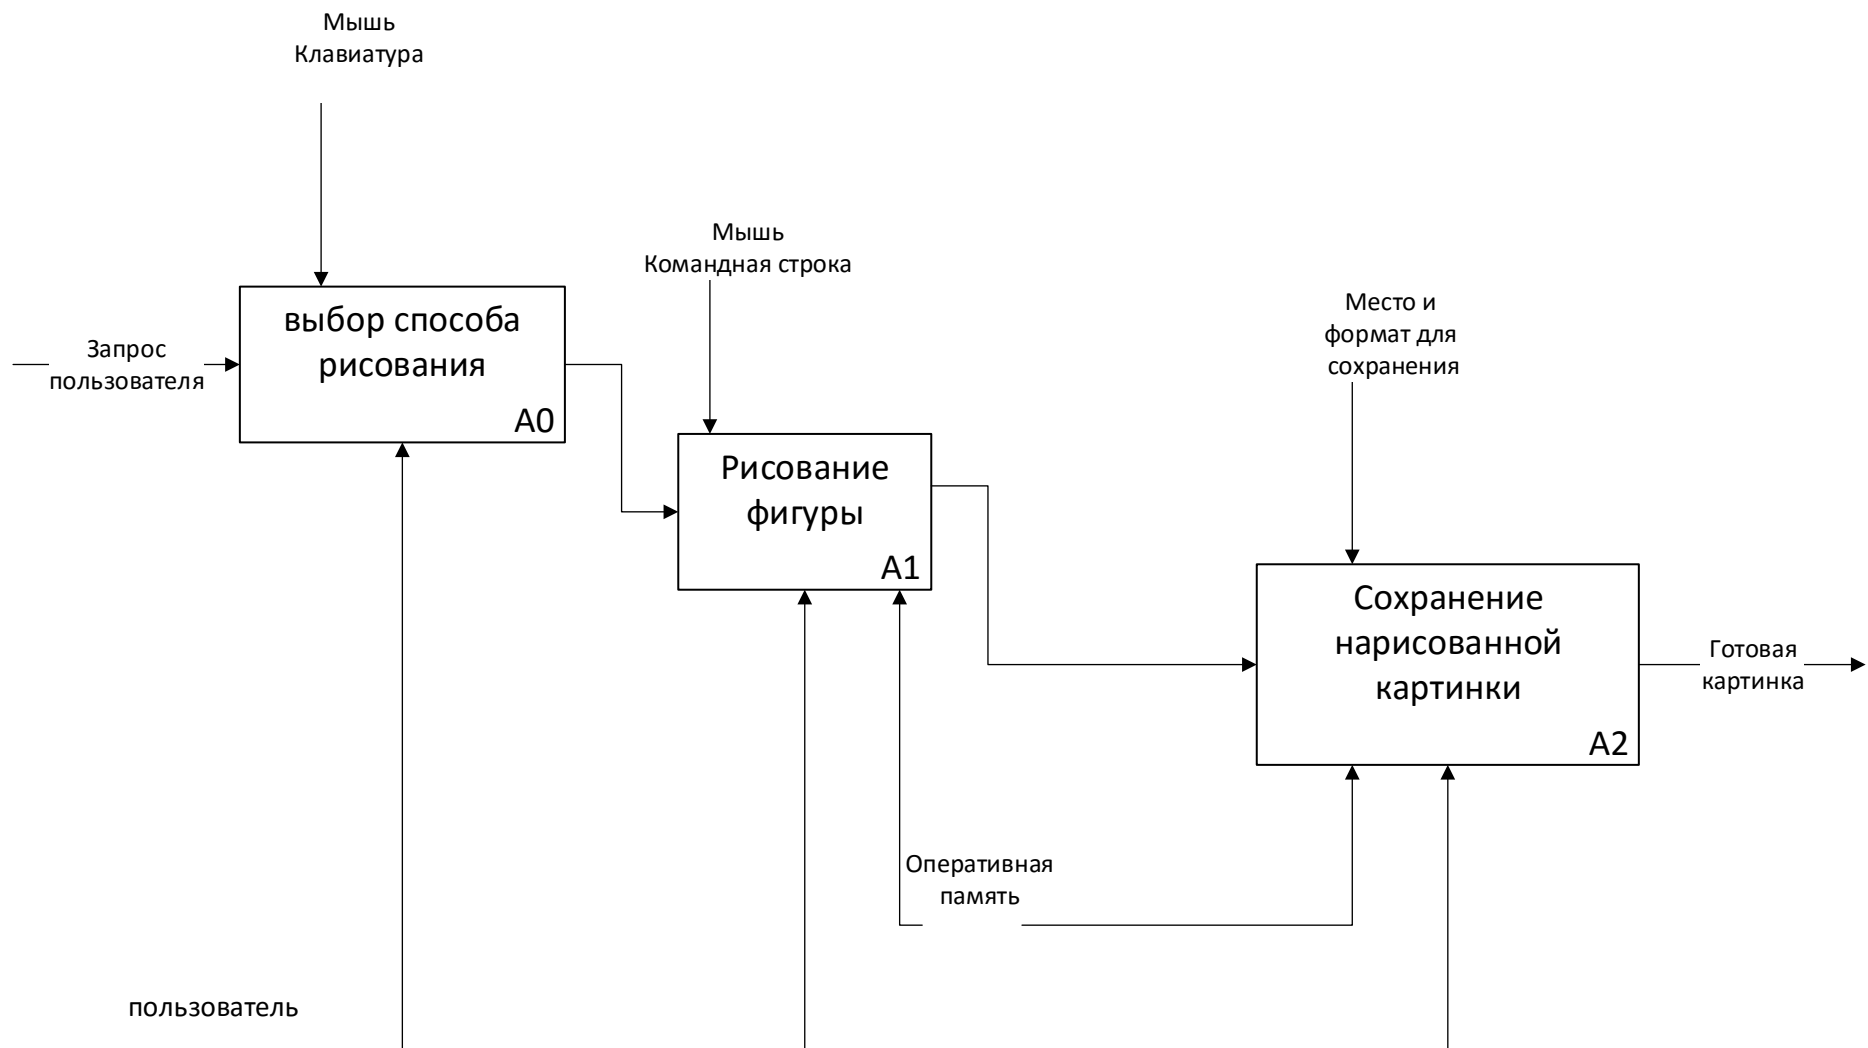 Мышь
Клавиатура
Мышь
Командная строка
Место и
формат для
сохранения
Запрос
пользователя
выбор способа
рисования
A0
Рисование
фигуры
A1
Сохранение
нарисованной
картинки
A2
Готовая
картинка
Оперативная
память
пользователь